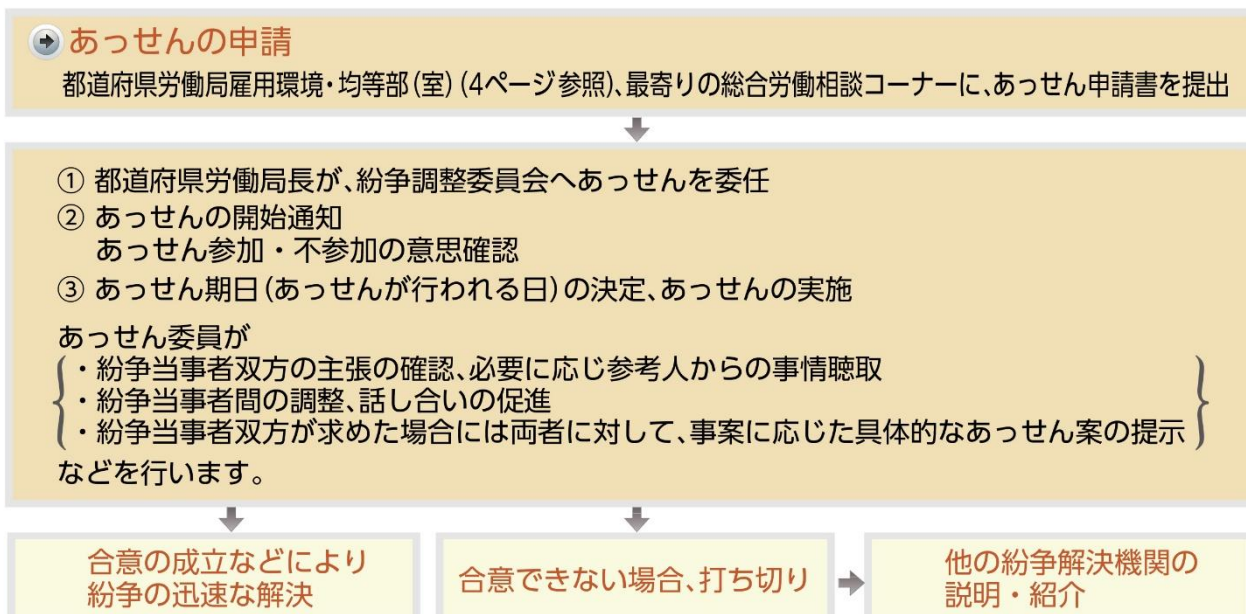 あっせんの申請
都道府県労働局雇用環境・均等部(室)(4ページ参照)、最寄りの総合労働相談コーナーに、あっせん申請書を提出
① 都道府県労働局長が、紛争調整委員会へあっせんを委任
② あっせんの開始通知
あっせん参加・不参加の意思確認
③ あっせん期日(あっせんが行われる日)の決定、あっせんの実施
あっせん委員が
・紛争当事者双方の主張の確認、必要に応じ参考人からの事情聴取
・紛争当事者間の調整、話し合いの促進
・紛争当事者双方が求めた場合には両者に対して、事案に応じた具体的なあっせん案の提示
などを行います。
合意の成立などにより
紛争の迅速な解決
合意できない場合、打ち切り
他の紛争解決機関の
説明・紹介